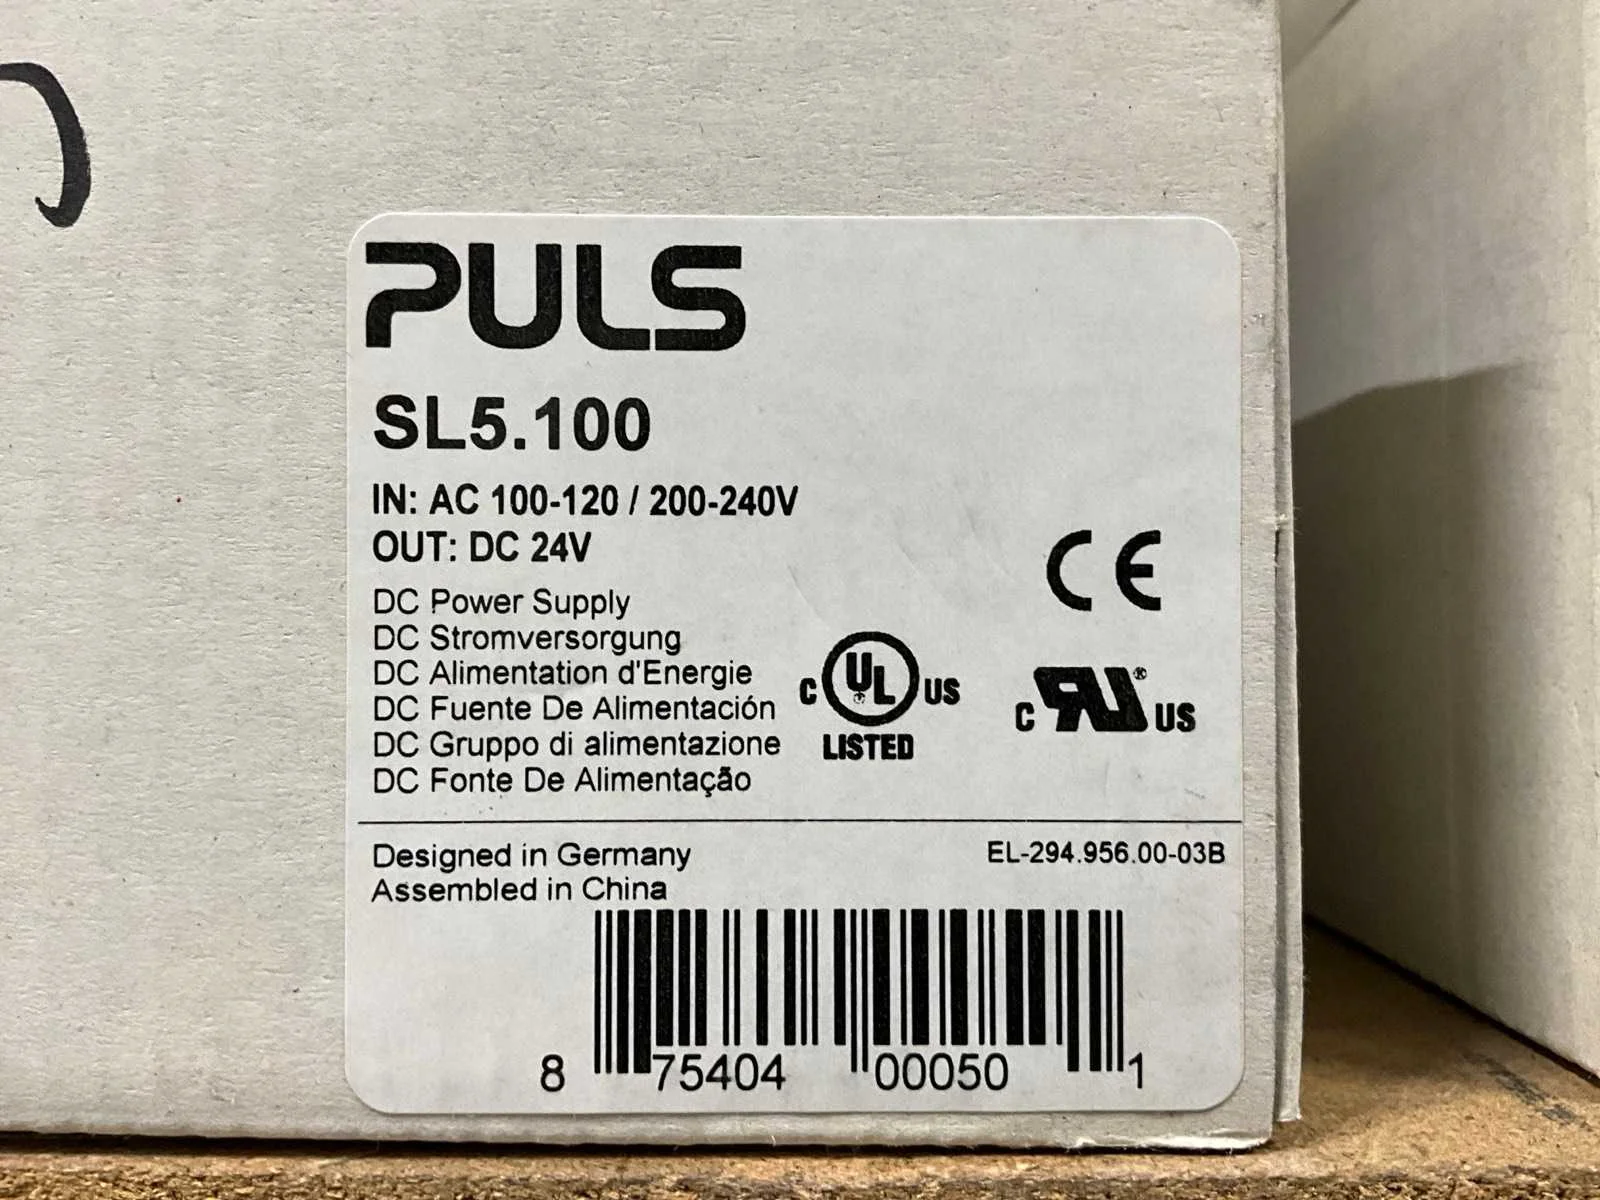 PULS
SL5.100
IN: AC 100-120 / 200-240V
OUT: DC 24V
CE
DC Power Supply
DC Stromversorgung
DC Alimentation d'Energie
DC Fuente De Alimentación
DC Gruppo di alimentazione
DC Fonte De Alimentação
C UL US
LISTED
C RU ® US
Designed in Germany
EL-294.956.00-03B
Assembled in China
8 75404 00050 1